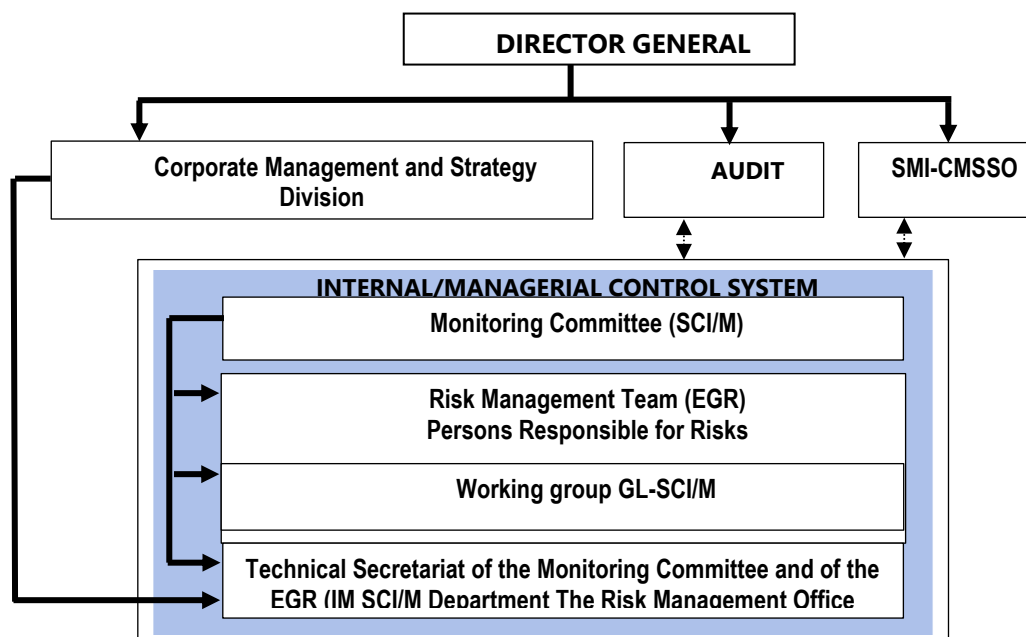 DIRECTOR GENERAL
Corporate Management and Strategy
Division
AUDIT
SMI-CMSSO
INTERNAL/MANAGERIAL CONTROL SYSTEM
Monitoring Committee (SCI/M)
Risk Management Team (EGR)
Persons Responsible for Risks
Working group GL-SCI/M
Technical Secretariat of the Monitoring Committee and of the
EGR (IM SCI/M Department The Risk Management Office